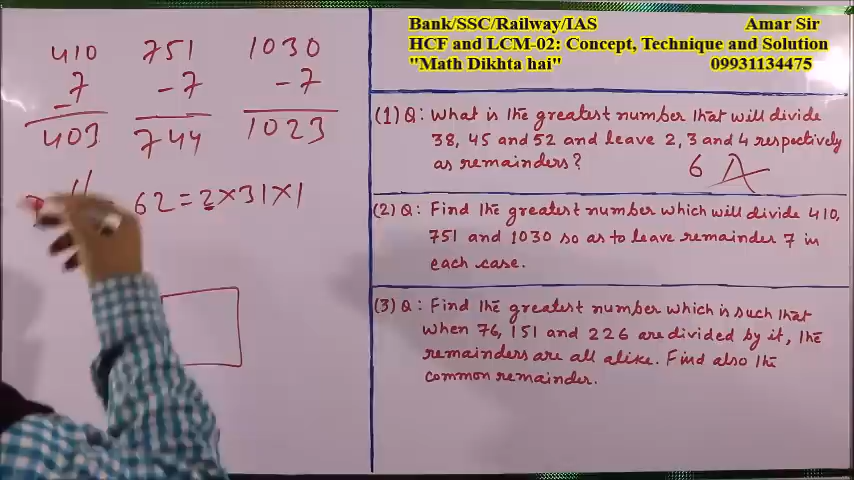 Bank/SSC/Railway/IAS Amar Sir
HCF and LCM-02: Concept, Technique and Solution
"Math Dikhta hai" 09931134475
410 751 1030
-7 -7 -7
403 744 1023
62 = 2×31×1
(1) Q: What is the greatest number that will divide
38, 45 and 52 and leave 2, 3 and 4 respectively
as remainders?
6 A
(2) Q: Find the greatest number which will divide 410,
751 and 1030 so as to leave remainder 7 in
each case.
(3) Q: Find the greatest number which is such that
when 76, 151 and 226 are divided by it, the
remainders are all alike. Find also the
common remainder.